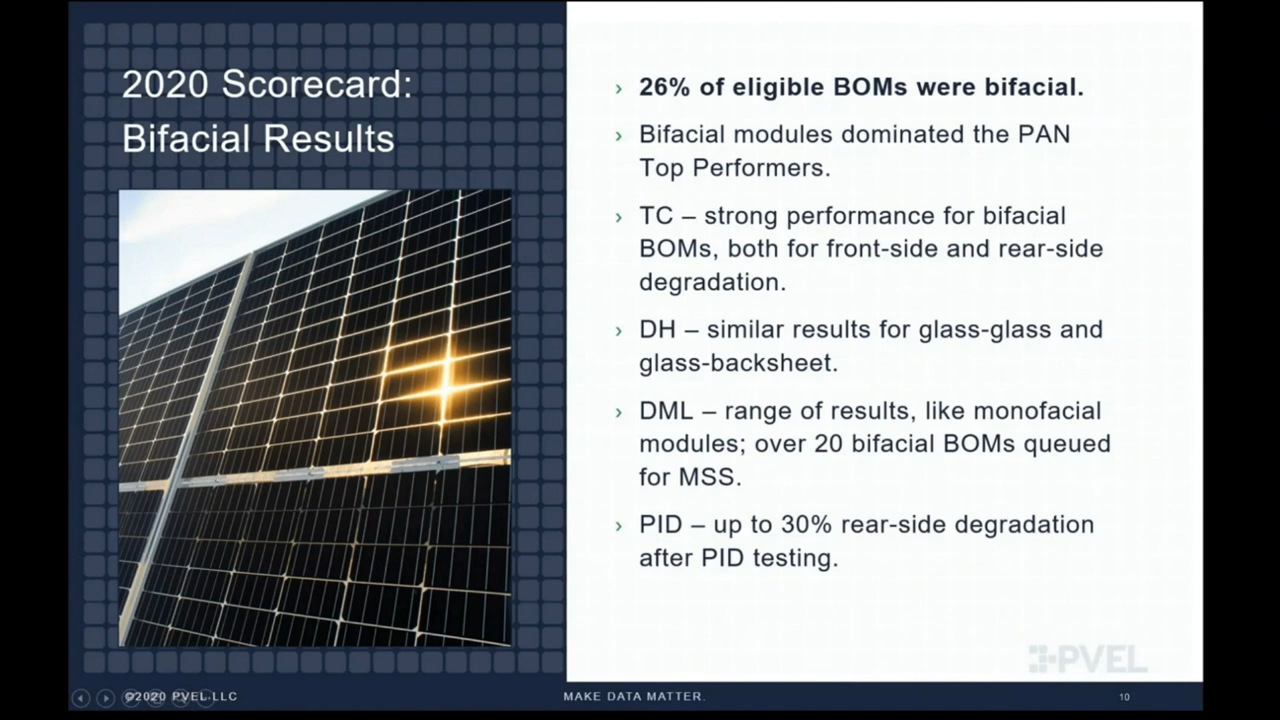 2020 Scorecard:
Bifacial Results
› 26% of eligible BOMs were bifacial.
› Bifacial modules dominated the PAN
Top Performers.
› TC – strong performance for bifacial
BOMs, both for front-side and rear-side
degradation.
› DH – similar results for glass-glass and
glass-backsheet.
› DML – range of results, like monofacial
modules; over 20 bifacial BOMs queued
for MSS.
› PID – up to 30% rear-side degradation
after PID testing.
PVEL
©2020 PVEL LLC
MAKE DATA MATTER.
10